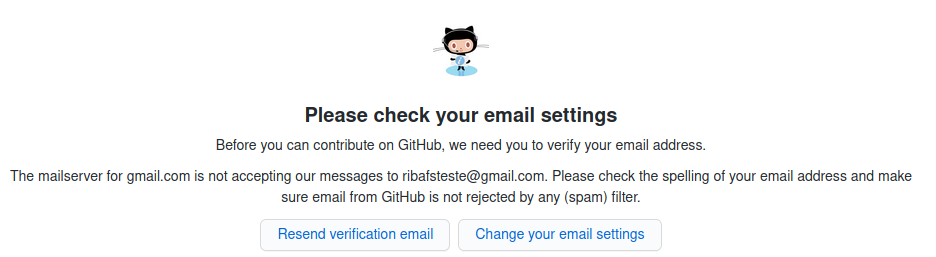 Please check your email settings
Before you can contribute on GitHub, we need you to verify your email address.
The mailserver for gmail.com is not accepting our messages to ribafsteste@gmail.com. Please check the spelling of your email address and make
sure email from GitHub is not rejected by any (spam) filter.
Resend verification email
Change your email settings